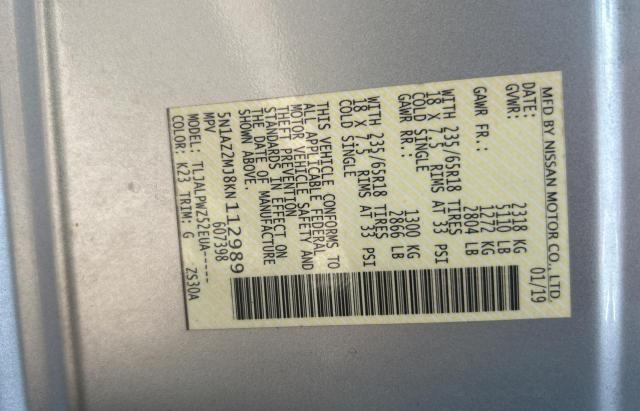 MFD BY NISSAN MOTOR CO., LTD.
DATE: 01/19
GVWR: 2318 KG
5110 LB
GAWR FR.: 1272 KG
2804 LB
WITH 235/65R18 TIRES
18 X 7.5 RIMS AT 33 PSI
COLD SINGLE
GAWR RR.: 1300 KG
2866 LB
WITH 235/65R18 TIRES
18 X 7.5 RIMS AT 33 PSI
COLD SINGLE
THIS VEHICLE CONFORMS TO
ALL APPLICABLE FEDERAL
MOTOR VEHICLE SAFETY AND
THEFT PREVENTION
STANDARDS IN EFFECT ON
THE DATE OF MANUFACTURE
SHOWN ABOVE.
5N1AZ2MJ8KN112989
MPV 607398
MODEL: TLJALPWZ52EUA-----
COLOR: K23 TRIM: G Z530A